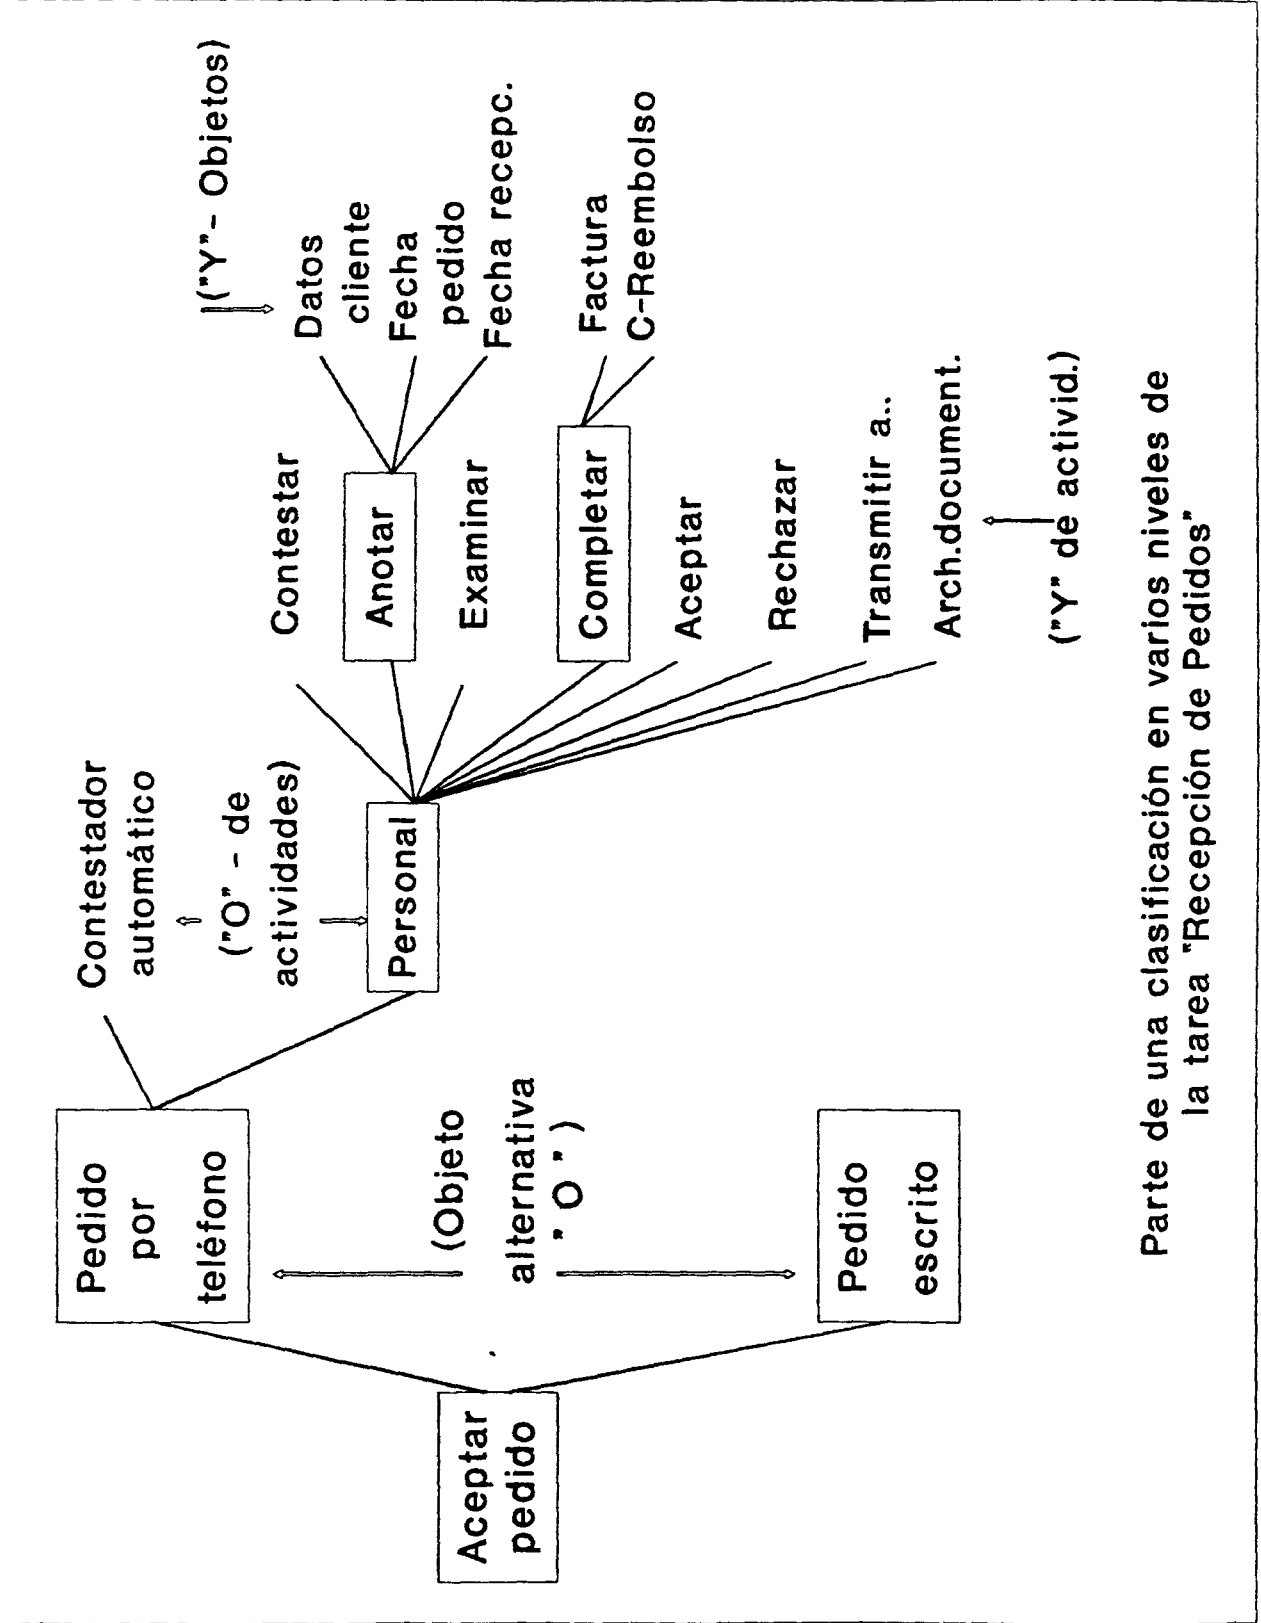 Aceptar
pedido
Pedido
por
teléfono
(Objeto
alternativa
" O " )
Pedido
escrito
Contestador
automático
("O" - de
actividades)
Personal
Contestar
Anotar
Examinar
Completar
Aceptar
Rechazar
Transmitir a..
Arch.document.
("Y" de activid.)
("Y"- Objetos)
Datos
cliente
Fecha
pedido
Fecha recepc.
Factura
C-Reembolso
Parte de una clasificación en varios niveles de
la tarea "Recepción de Pedidos"